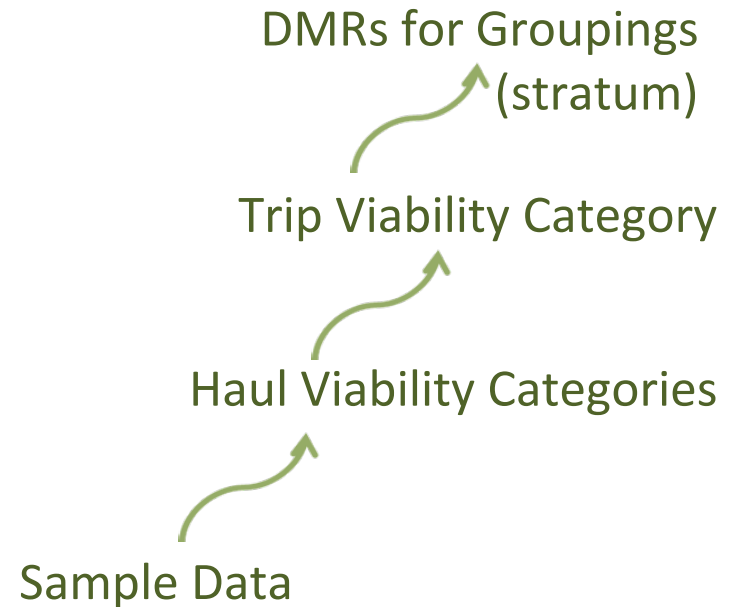 DMRs for Groupings
(stratum)
Trip Viability Category
Haul Viability Categories
Sample Data